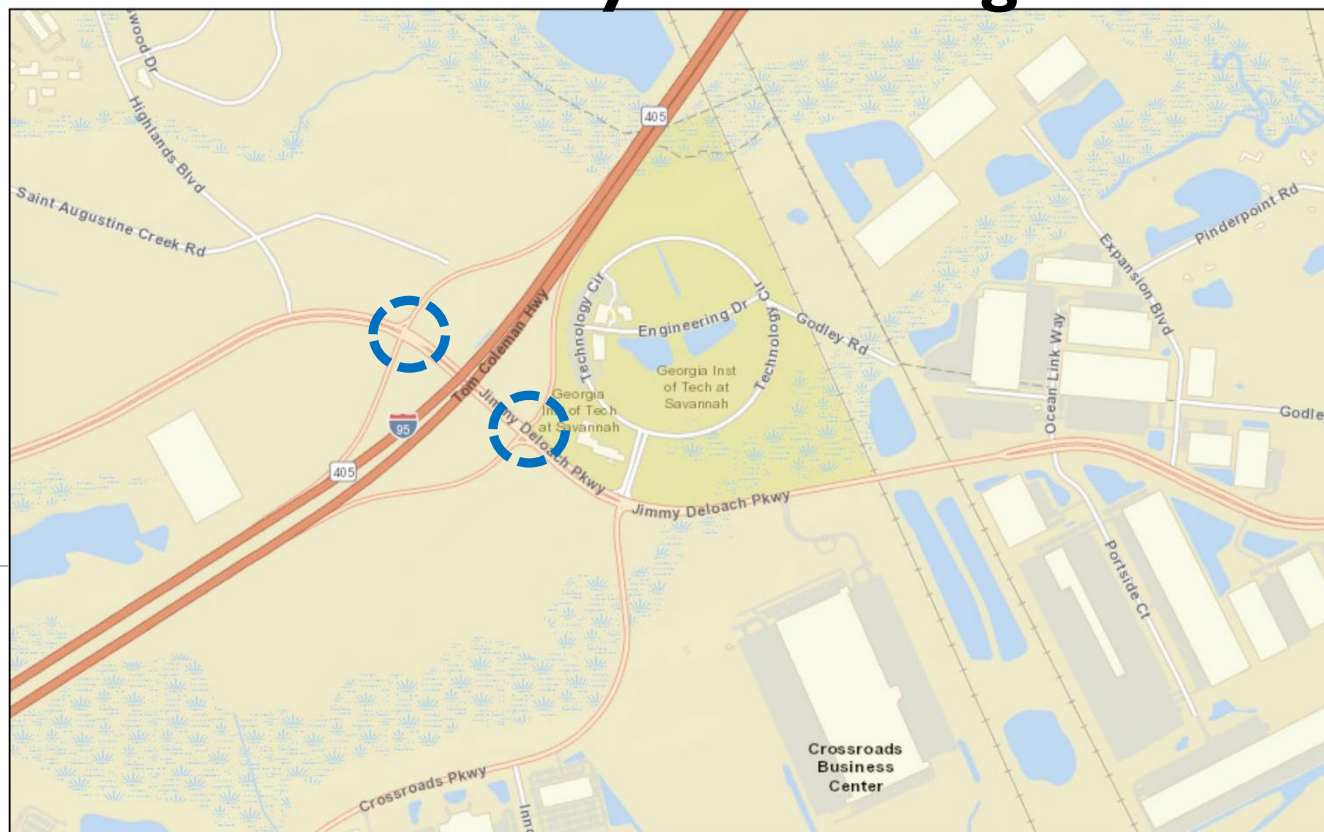 405
Highlands Blvd
Saint Augustine Creek Rd
Pinderpoint Rd
Expansion Blvd
Technology Cir
Engineering Dr
Technology Cir
Godley Rd
Tom Coleman Hwy
Ocean Link Way
Georgia Inst
of Tech at
Savannah
Georgia
Inst of Tech
at Savannah
95
Jimmy Deloach Pkwy
405
Jimmy Deloach Pkwy
Portside Ct
Crossroads
Business
Center
Crossroads Pkwy